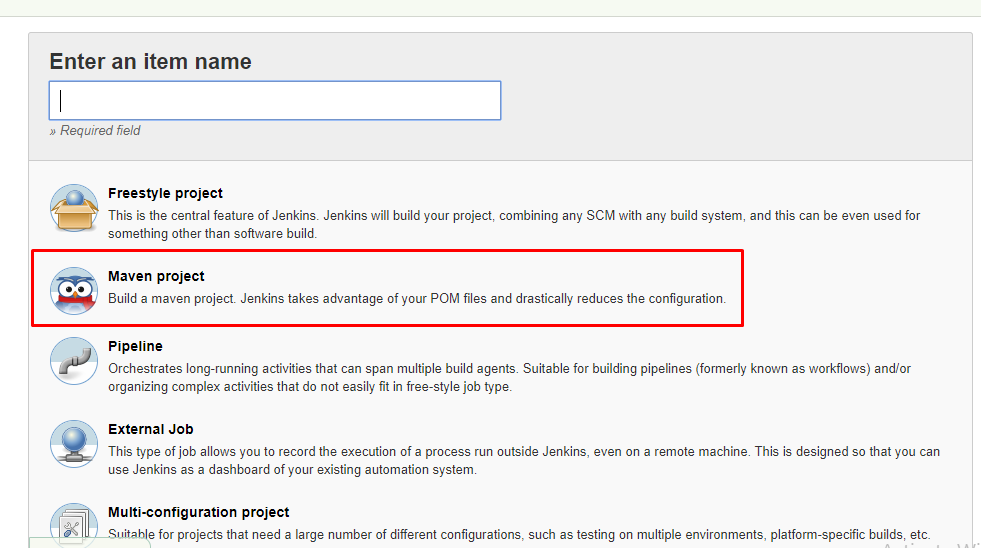 Enter an item name
» Required field
Freestyle project
This is the central feature of Jenkins. Jenkins will build your project, combining any SCM with any build system, and this can be even used for
something other than software build.
Maven project
Build a maven project. Jenkins takes advantage of your POM files and drastically reduces the configuration.
Pipeline
Orchestrates long-running activities that can span multiple build agents. Suitable for building pipelines (formerly known as workflows) and/or
organizing complex activities that do not easily fit in free-style job type.
External Job
This type of job allows you to record the execution of a process run outside Jenkins, even on a remote machine. This is designed so that you can
use Jenkins as a dashboard of your existing automation system.
Multi-configuration project
Suitable for projects that need a large number of different configurations, such as testing on multiple environments, platform-specific builds, etc.